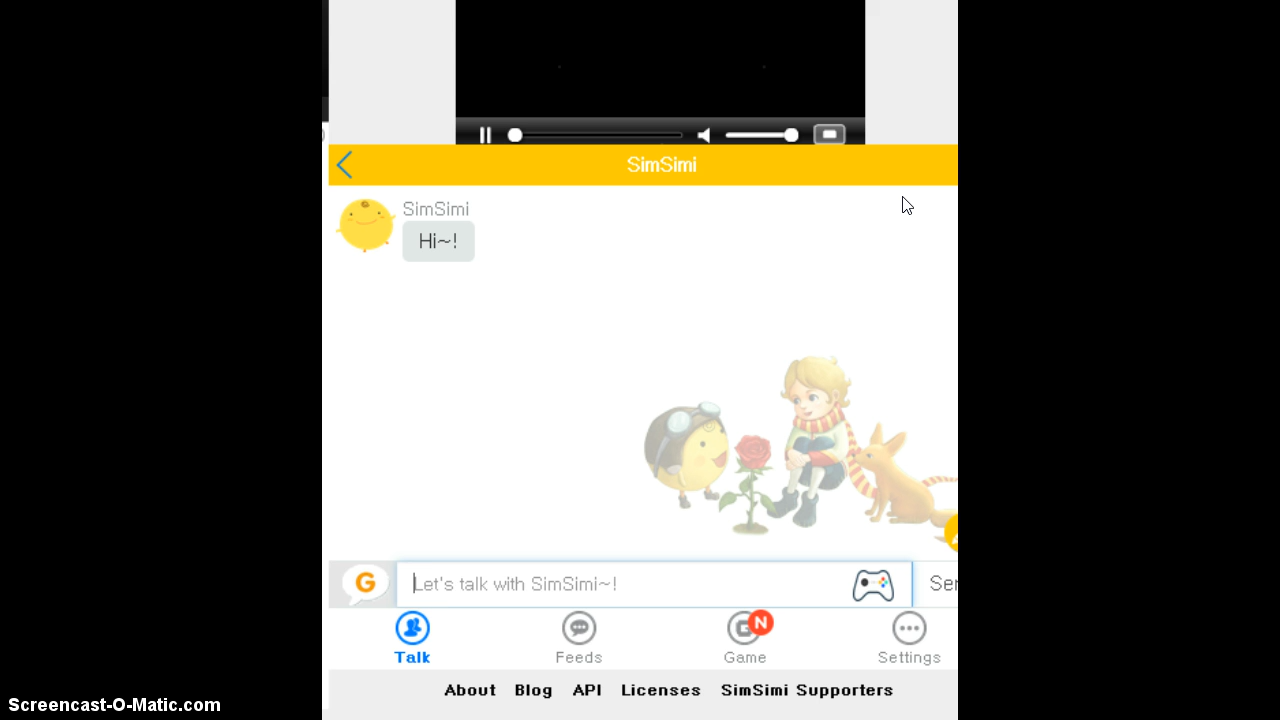 SimSimi
SimSimi
Hi~!
G
Let's talk with SimSimi~!
N
Talk
Feeds
Game
Settings
About Blog API Licenses SimSimi Supporters
Screencast-O-Matic.com